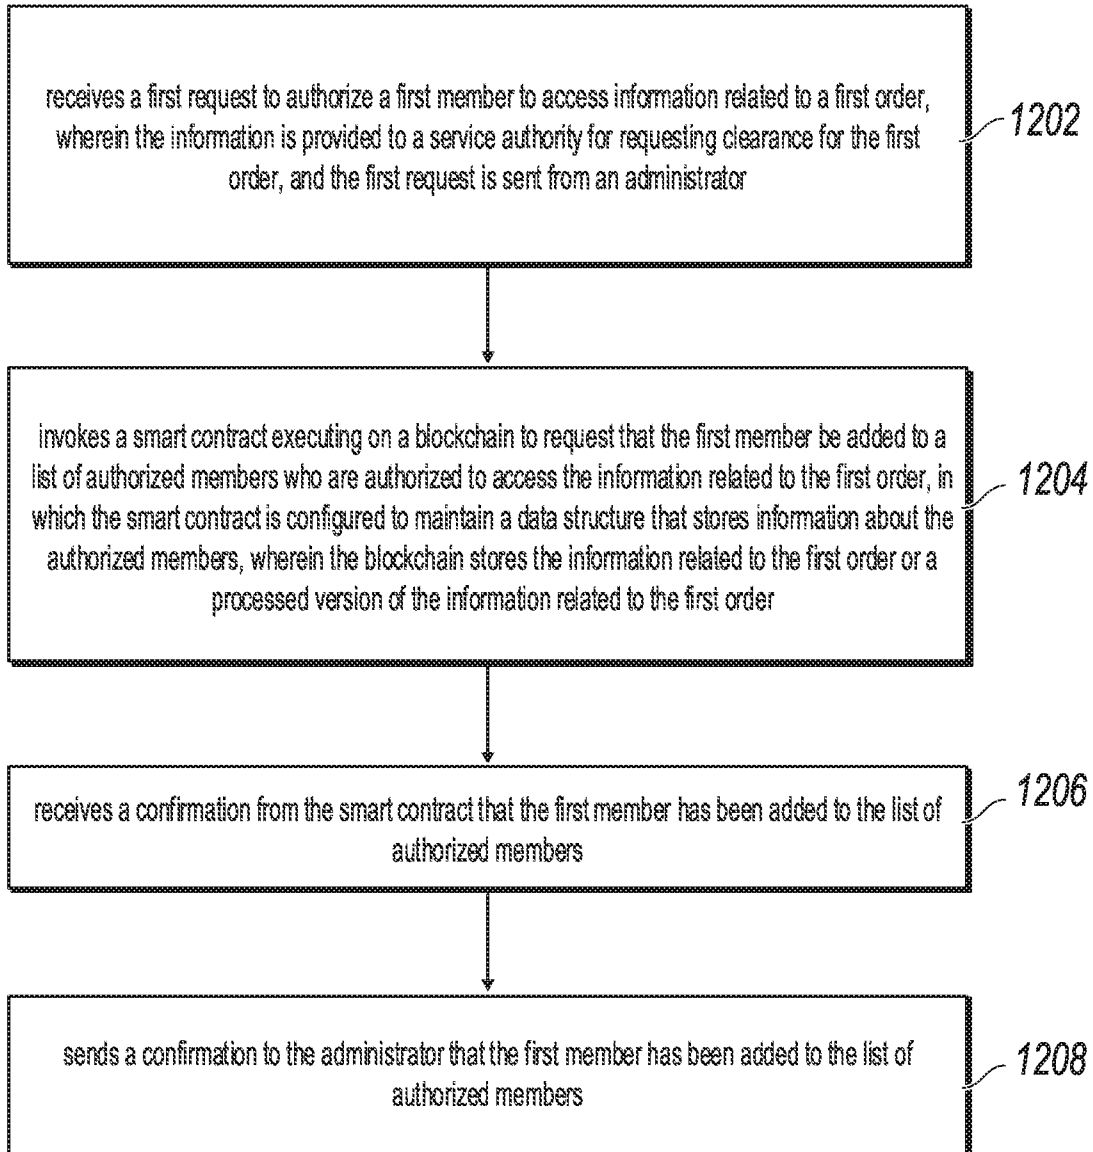 receives a first request to authorize a first member to access information related to a first order,
wherein the information is provided to a service authority for requesting clearance for the first
order, and the first request is sent from an administrator
1202
invokes a smart contract executing on a blockchain to request that the first member be added to a
list of authorized members who are authorized to access the information related to the first order, in
which the smart contract is configured to maintain a data structure that stores information about the
authorized members, wherein the blockchain stores the information related to the first order or a
processed version of the information related to the first order
1204
receives a confirmation from the smart contract that the first member has been added to the list of
authorized members
1206
sends a confirmation to the administrator that the first member has been added to the list of
authorized members
1208